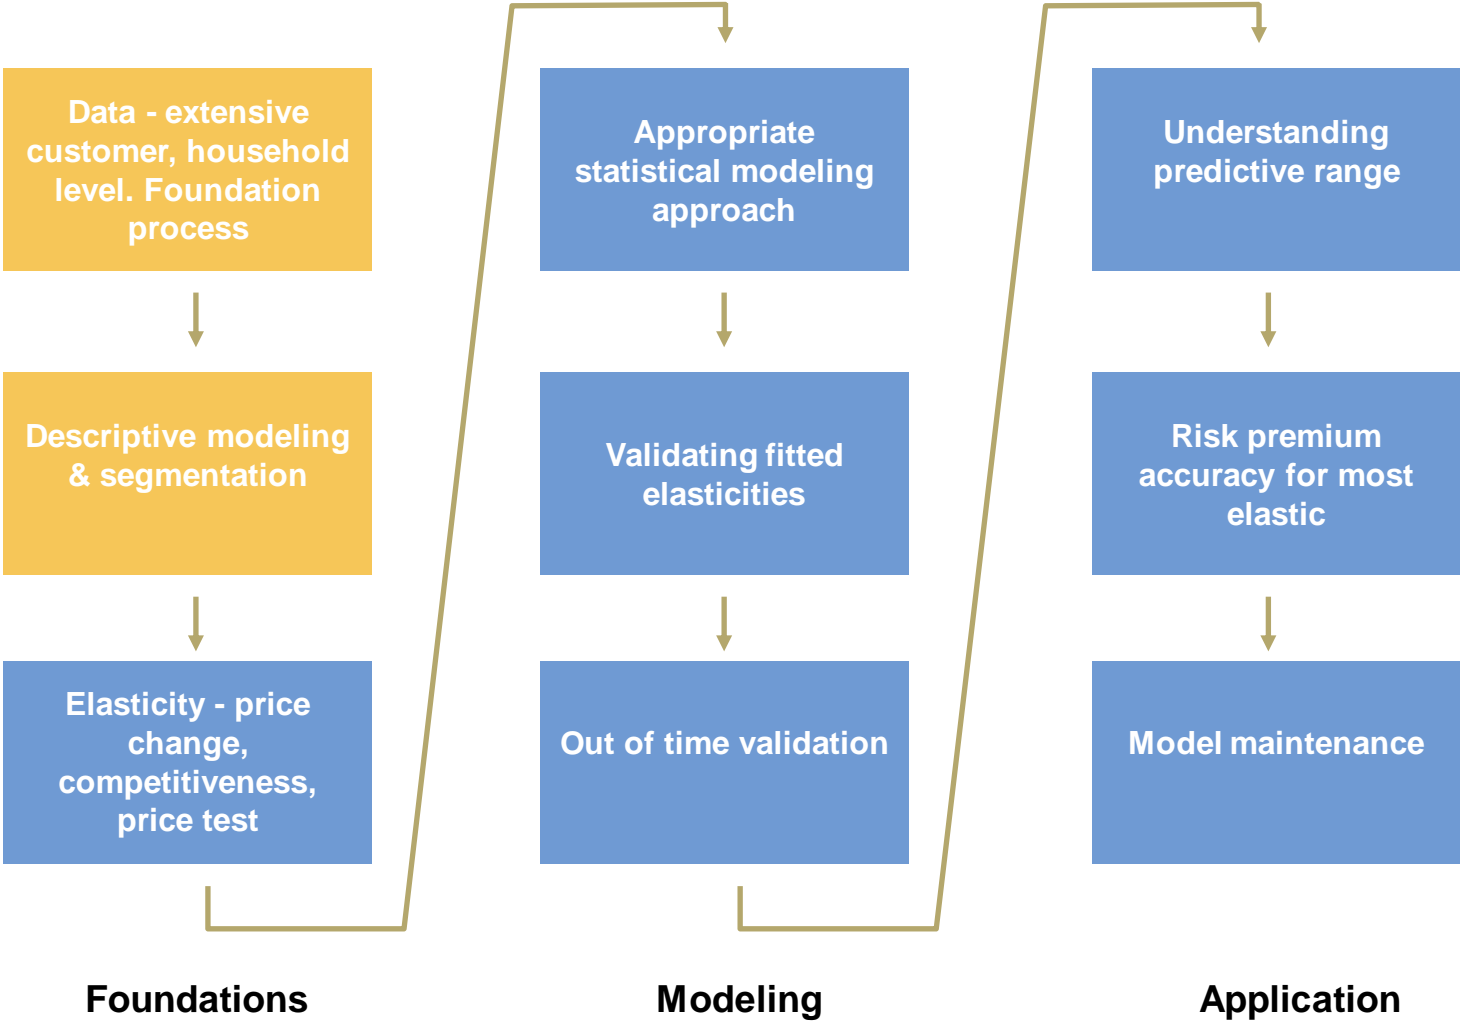 Data - extensive
customer, household
level. Foundation
process
Descriptive modeling
& segmentation
Elasticity - price
change,
competitiveness,
price test
Foundations
Appropriate
statistical modeling
approach
Validating fitted
elasticities
Out of time validation
Modeling
Understanding
predictive range
Risk premium
accuracy for most
elastic
Model maintenance
Application